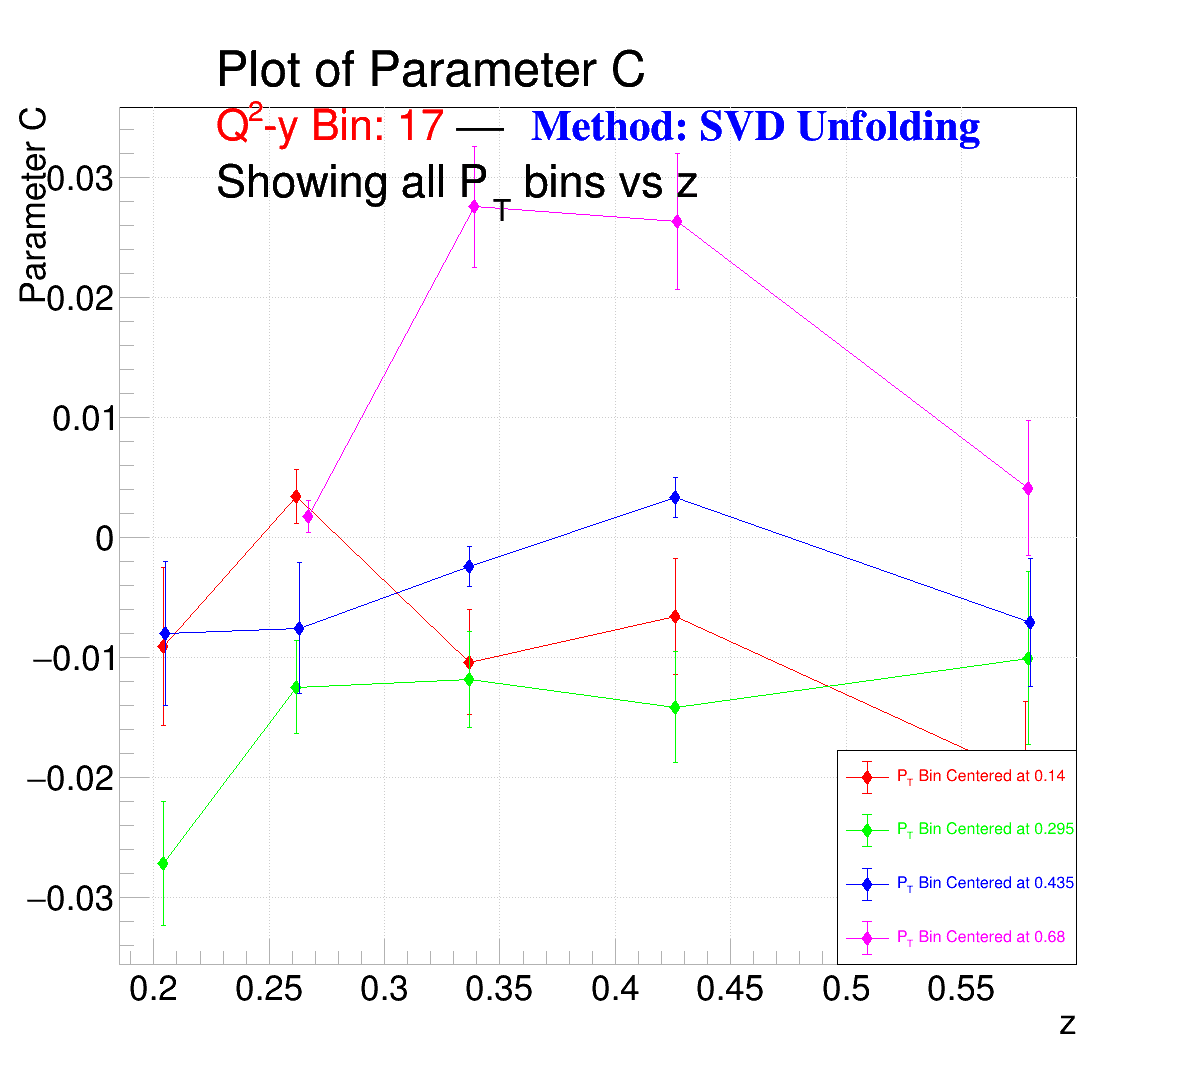 Plot of Parameter C
Q2-y Bin: 17 — Method: SVD Unfolding
Showing all PT bins vs z
Parameter C
0.03
0.02
0.01
0
−0.01
−0.02
−0.03
PT Bin Centered at 0.14
PT Bin Centered at 0.295
PT Bin Centered at 0.435
PT Bin Centered at 0.68
0.2 0.25 0.3 0.35 0.4 0.45 0.5 0.55
z